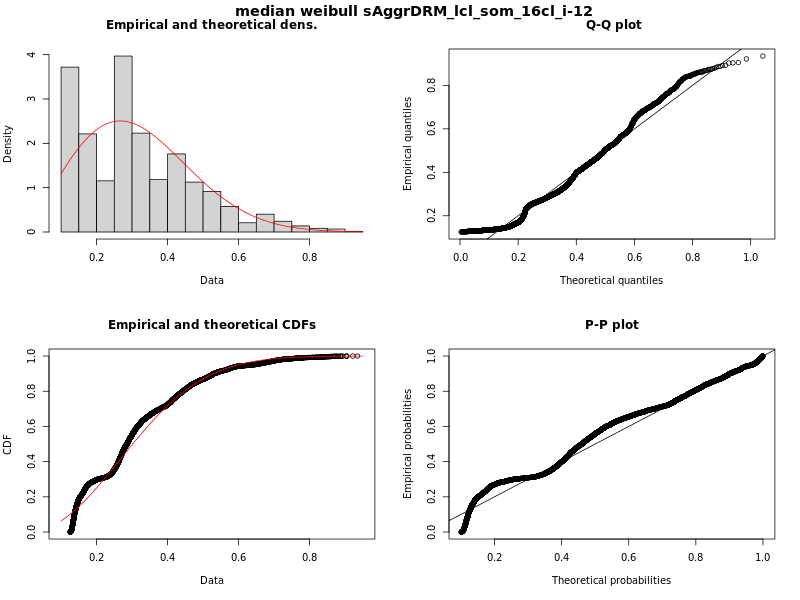 median weibull sAggrDRM_lcl_som_16cl_i-12
Empirical and theoretical dens.
Density
0 1 2 3 4
0.2 0.4 0.6 0.8
Data
Q-Q plot
Empirical quantiles
0.2 0.4 0.6 0.8
0.0 0.2 0.4 0.6 0.8 1.0
Theoretical quantiles
Empirical and theoretical CDFs
CDF
0.0 0.2 0.4 0.6 0.8 1.0
0.2 0.4 0.6 0.8
Data
P-P plot
Empirical probabilities
0.0 0.2 0.4 0.6 0.8 1.0
0.2 0.4 0.6 0.8 1.0
Theoretical probabilities